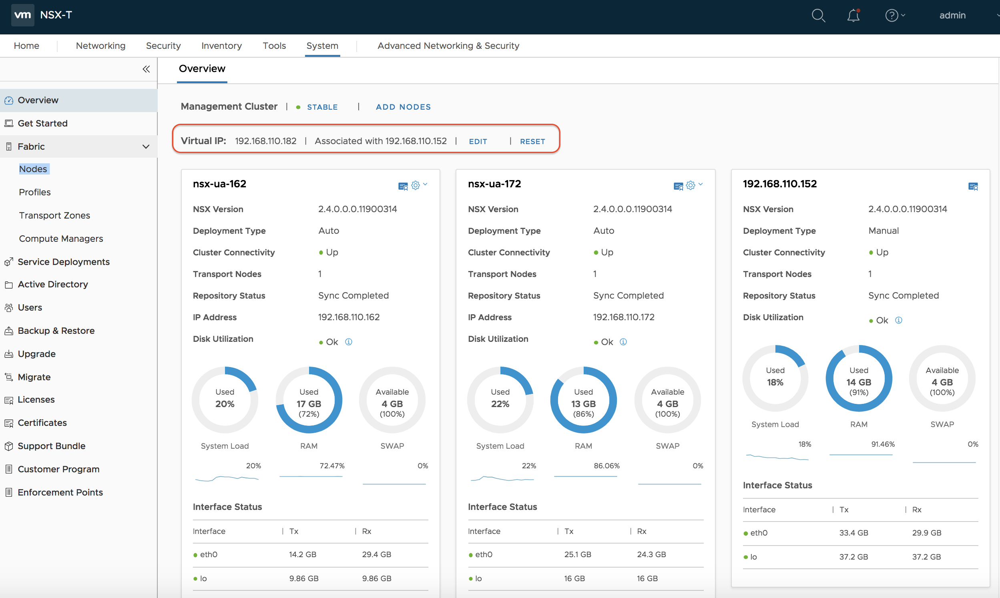 vm NSX-T
admin
Home Networking Security Inventory Tools System Advanced Networking & Security
Overview
Get Started
Fabric
Nodes
Profiles
Transport Zones
Compute Managers
Service Deployments
Active Directory
Users
Backup & Restore
Upgrade
Migrate
Licenses
Certificates
Support Bundle
Customer Program
Enforcement Points
Overview
Management Cluster | STABLE | ADD NODES
Virtual IP: 192.168.110.182 | Associated with 192.168.110.152 | EDIT | RESET
nsx-ua-162
NSX Version 2.4.0.0.0.11900314
Deployment Type Auto
Cluster Connectivity Up
Transport Nodes 1
Repository Status Sync Completed
IP Address 192.168.110.162
Disk Utilization Ok
Used 20%
System Load
Used 17 GB (72%)
RAM
Available 4 GB (100%)
SWAP
20% 72.47% 0%
Interface Status
Interface | Tx | Rx
eth0 14.2 GB 29.4 GB
lo 9.86 GB 9.86 GB
nsx-ua-172
NSX Version 2.4.0.0.0.11900314
Deployment Type Auto
Cluster Connectivity Up
Transport Nodes 1
Repository Status Sync Completed
IP Address 192.168.110.172
Disk Utilization Ok
Used 22%
System Load
Used 13 GB (86%)
RAM
Available 4 GB (100%)
SWAP
22% 86.06% 0%
Interface Status
Interface | Tx | Rx
eth0 25.1 GB 24.3 GB
lo 16 GB 16 GB
192.168.110.152
NSX Version 2.4.0.0.0.11900314
Deployment Type Manual
Cluster Connectivity Up
Transport Nodes 1
Repository Status Sync Completed
Disk Utilization Ok
Used 18%
System Load
Used 14 GB (91%)
RAM
Available 4 GB (100%)
SWAP
18% 91.46% 0%
Interface Status
Interface | Tx | Rx
eth0 33.4 GB 29.9 GB
lo 37.2 GB 37.2 GB